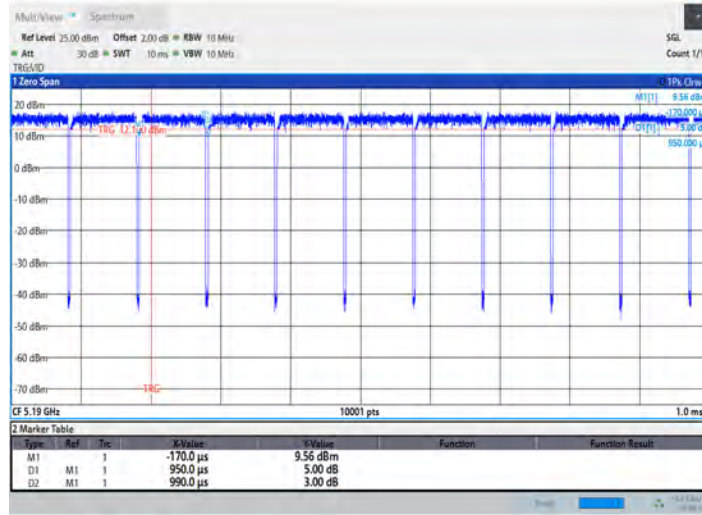 MultiView Spectrum
Ref Level 25.00 dBm Offset 2.00 dB RBW 10 MHz SGL
Att 30 dB SWT 10 ms VBW 10 MHz Count 1/1
TRG:VID
1 Zero Span 1Pk Clrw
M1[1] 9.56 dBm
-170.000 µs
D1[1] 5.00 dB
950.000 µs
20 dBm
TRG 12.100 dBm
10 dBm
0 dBm
-10 dBm
-20 dBm
-30 dBm
-40 dBm
-50 dBm
-60 dBm
-70 dBm
TRG
CF 5.19 GHz 10001 pts 1.0 ms
2 Marker Table
Type Ref Trc X-Value Y-Value Function Function Result
M1 1 -170.0 µs 9.56 dBm
D1 M1 1 950.0 µs 5.00 dB
D2 M1 1 990.0 µs 3.00 dB